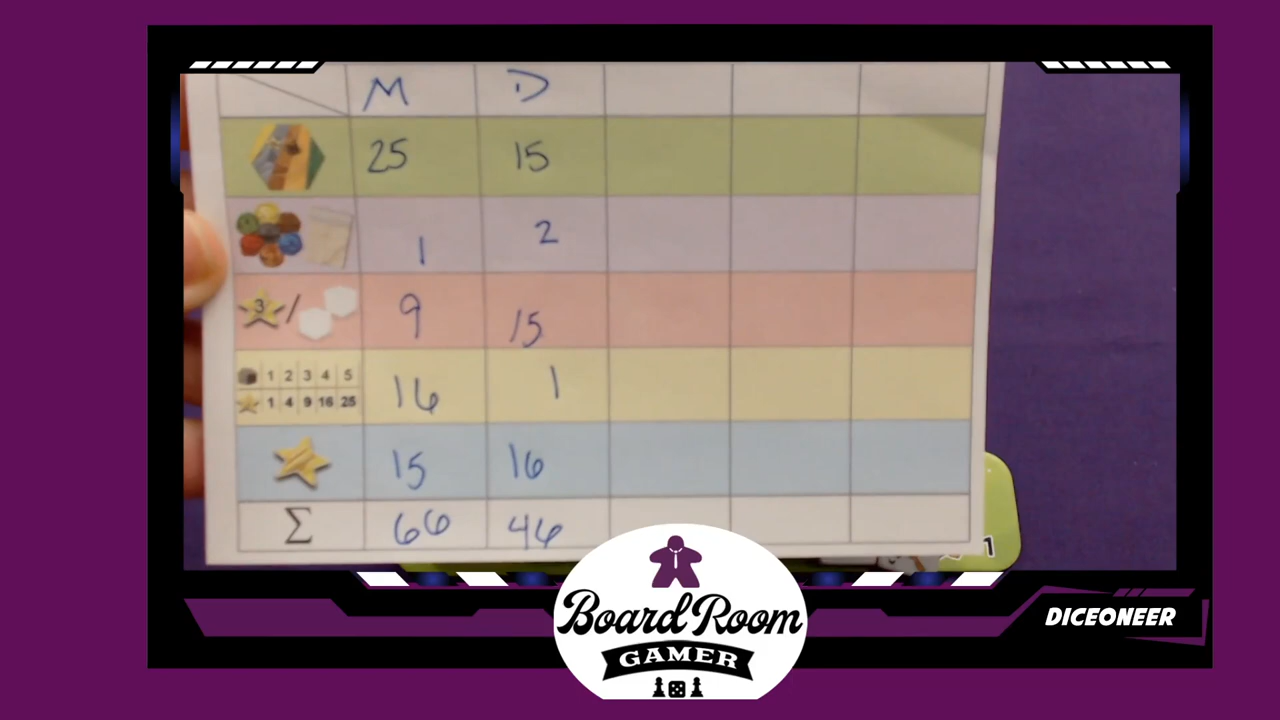 M D
25 15
1 2
3 / 9 15
1 2 3 4 5
1 4 9 16 25
16 1
15 16
Σ 66 46
1
Board Room
GAMER
DICEONEER